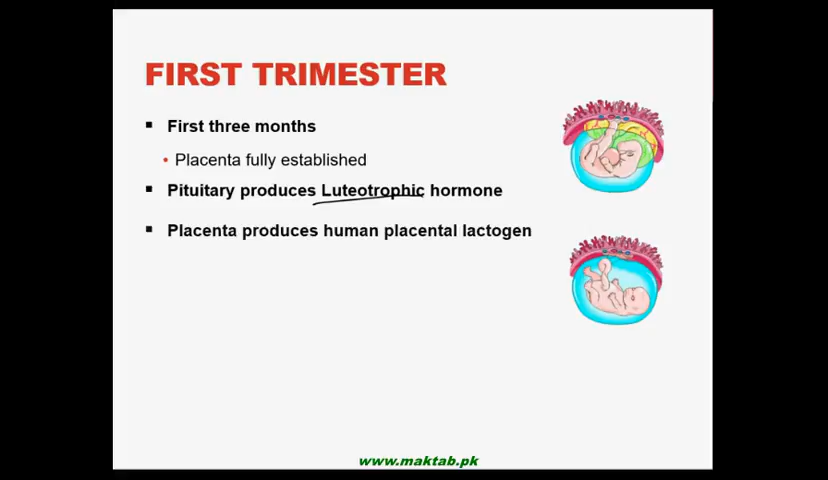 FIRST TRIMESTER
▪ First three months
• Placenta fully established
▪ Pituitary produces Luteotrophic hormone
▪ Placenta produces human placental lactogen
www.maktab.pk